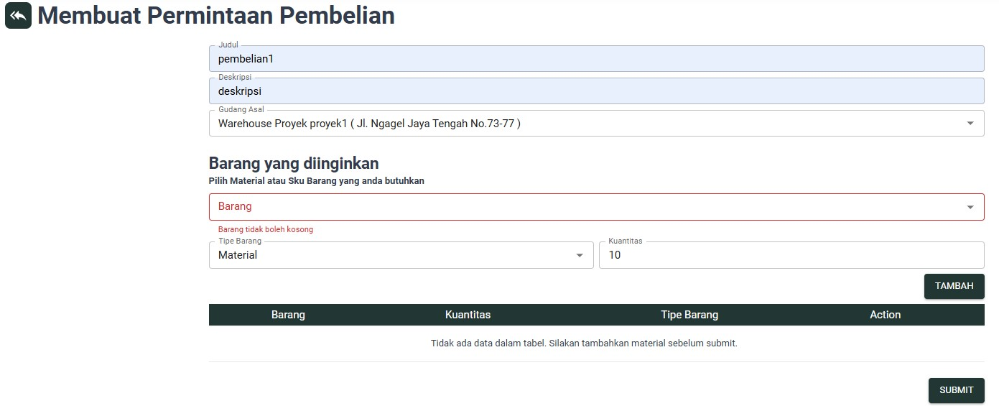 Membuat Permintaan Pembelian
Judul
pembelian1
Deskripsi
deskripsi
Gudang Asal
Warehouse Proyek proyek1 ( Jl. Ngagel Jaya Tengah No.73-77 )
Barang yang diinginkan
Pilih Material atau Sku Barang yang anda butuhkan
Barang
Barang tidak boleh kosong
Tipe Barang Kuantitas
Material 10
TAMBAH
Barang Kuantitas Tipe Barang Action
Tidak ada data dalam tabel. Silakan tambahkan material sebelum submit.
SUBMIT